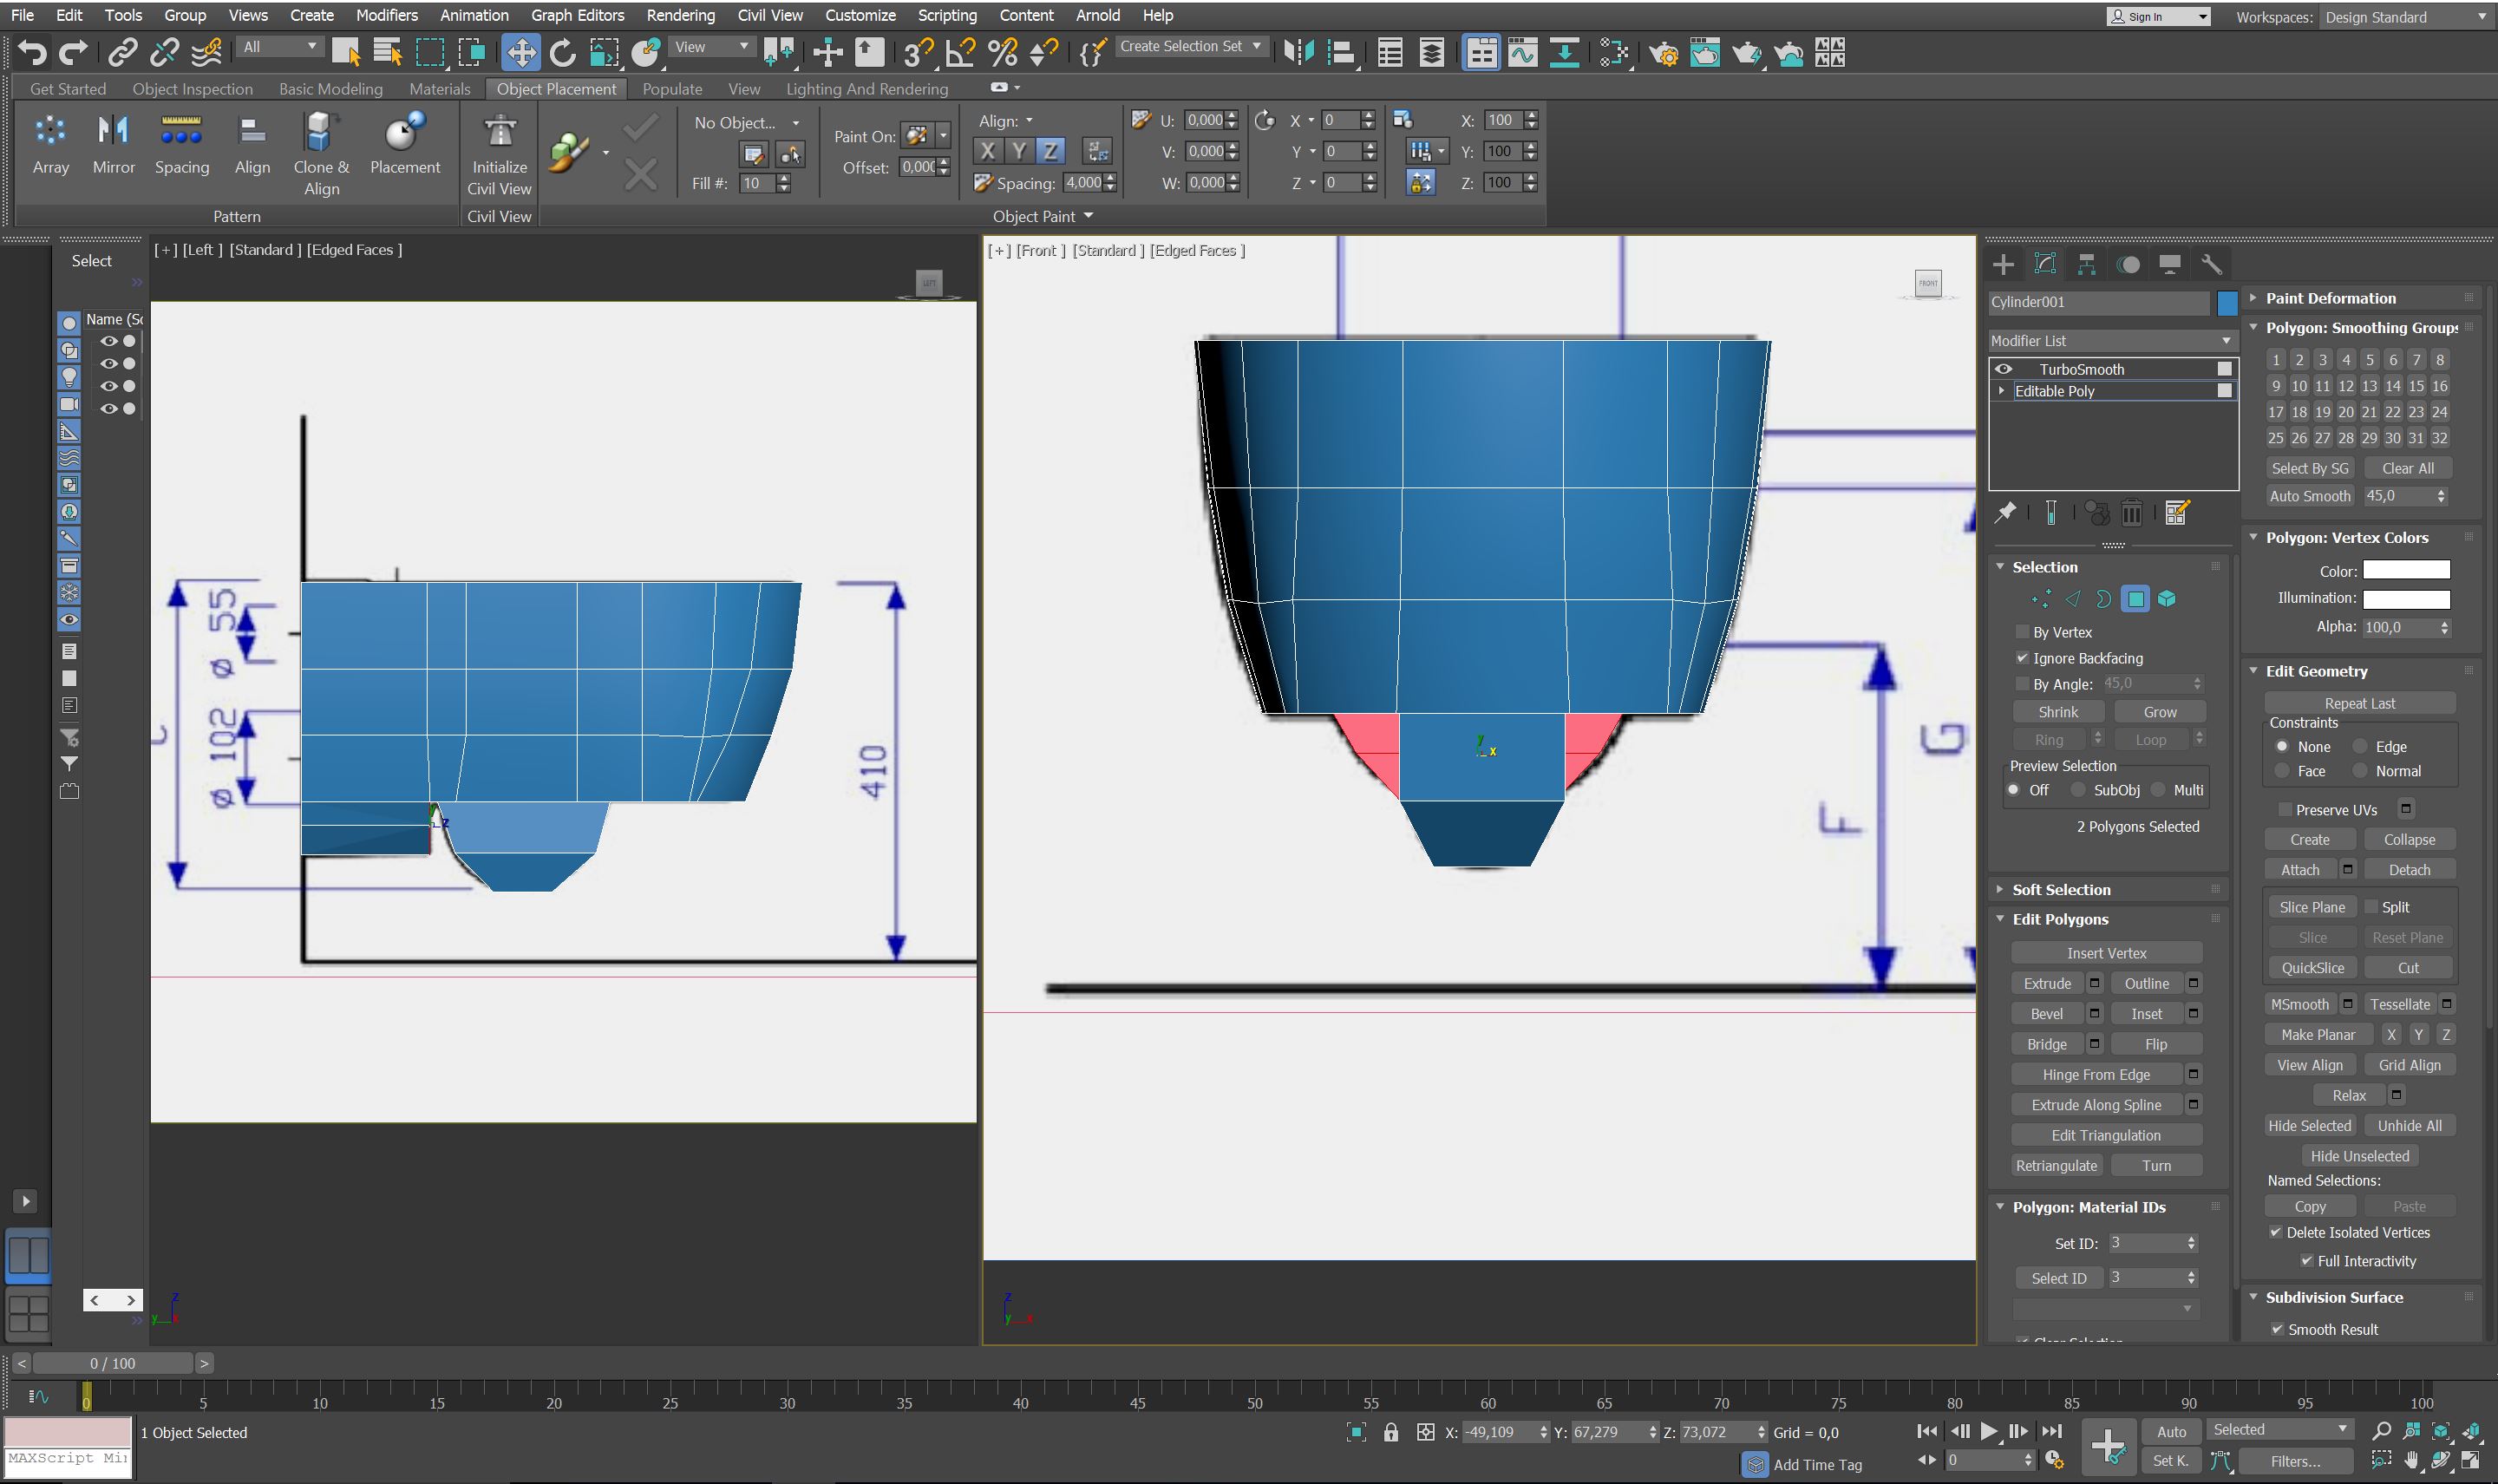 File Edit Tools Group Views Create Modifiers Animation Graph Editors Rendering Civil View Customize Scripting Content Arnold Help Sign In Workspaces: Design Standard
All View Create Selection Set
Get Started Object Inspection Basic Modeling Materials Object Placement Populate View Lighting And Rendering
No Object... Paint On: Align: U: 0,000 X 0 X: 100
Array Mirror Spacing Align Clone & Align Placement Initialize Civil View
Offset: 0,000 X Y Z V: 0,000 Y 0 Y: 100
Fill #: 10 Spacing: 4,000 W: 0,000 Z 0 Z: 100
Pattern Civil View Object Paint
Select
[+] [Left ] [Standard ] [Edged Faces ]
[+] [Front ] [Standard ] [Edged Faces ]
FRONT
Name (Sc
Ø 55
Ø 102
410
F
G
y z
y x
z y x
z y x
Cylinder001
Modifier List
TurboSmooth
Editable Poly
Selection
By Vertex
Ignore Backfacing
By Angle: 45,0
Shrink Grow
Ring Loop
Preview Selection
Off SubObj Multi
2 Polygons Selected
Soft Selection
Edit Polygons
Insert Vertex
Extrude Outline
Bevel Inset
Bridge Flip
Hinge From Edge
Extrude Along Spline
Edit Triangulation
Retriangulate Turn
Polygon: Material IDs
Set ID: 3
Select ID 3
Paint Deformation
Polygon: Smoothing Groups
1 2 3 4 5 6 7 8
9 10 11 12 13 14 15 16
17 18 19 20 21 22 23 24
25 26 27 28 29 30 31 32
Select By SG Clear All
Auto Smooth 45,0
Polygon: Vertex Colors
Color:
Illumination:
Alpha: 100,0
Edit Geometry
Repeat Last
Constraints
None Edge
Face Normal
Preserve UVs
Create Collapse
Attach Detach
Slice Plane Split
Slice Reset Plane
QuickSlice Cut
MSmooth Tessellate
Make Planar X Y Z
View Align Grid Align
Relax
Hide Selected Unhide All
Hide Unselected
Named Selections:
Copy Paste
Delete Isolated Vertices
Full Interactivity
Subdivision Surface
Smooth Result
< 0 / 100 >
0 5 10 15 20 25 30 35 40 45 50 55 60 65 70 75 80 85 90 95 100
1 Object Selected X: -49,109 Y: 67,279 Z: 73,072 Grid = 0,0 Auto Selected
MAXScript Mi Add Time Tag 0 Set K. Filters...